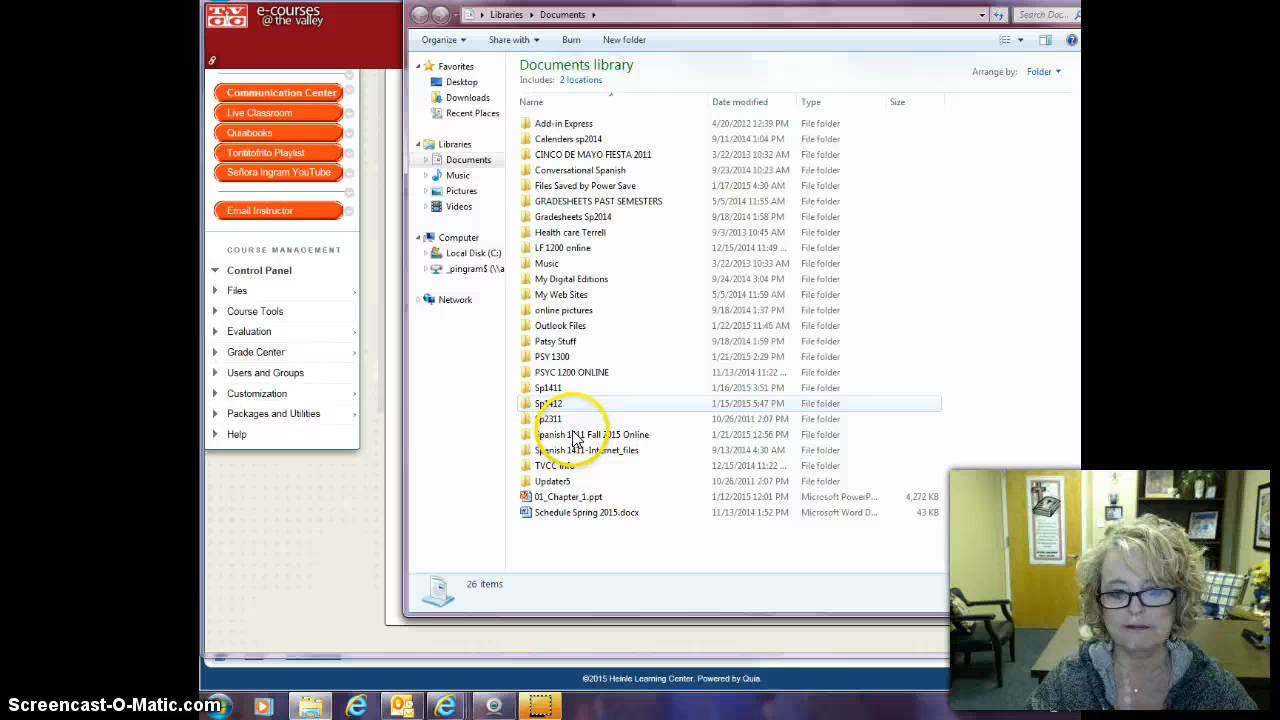 TVCC
e-courses
@ the valley
Communication Center
Live Classroom
Quiabooks
Tontitofrito Playlist
Señora Ingram YouTube
Email Instructor
COURSE MANAGEMENT
Control Panel
Files
Course Tools
Evaluation
Grade Center
Users and Groups
Customization
Packages and Utilities
Help
Libraries Documents
Search Doc...
Organize Share with Burn New folder
Favorites
Desktop
Downloads
Recent Places
Libraries
Documents
Music
Pictures
Videos
Computer
Local Disk (C:)
_pingram$ (\\a
Network
Documents library
Includes: 2 locations
Arrange by: Folder
Name Date modified Type Size
Add-in Express 4/20/2012 12:39 PM File folder
Calenders sp2014 9/11/2014 1:04 PM File folder
CINCO DE MAYO FIESTA 2011 3/22/2013 10:32 AM File folder
Conversational Spanish 9/23/2014 10:23 AM File folder
Files Saved by Power Save 1/17/2015 4:30 AM File folder
GRADESHEETS PAST SEMESTERS 5/5/2014 11:55 AM File folder
Gradesheets Sp2014 9/18/2014 1:58 PM File folder
Health care Terrell 9/3/2013 10:45 AM File folder
LF 1200 online 12/15/2014 11:49 ... File folder
Music 3/22/2013 10:33 AM File folder
My Digital Editions 9/24/2014 3:04 PM File folder
My Web Sites 5/5/2014 11:59 AM File folder
online pictures 9/18/2014 1:37 PM File folder
Outlook Files 1/22/2015 11:46 AM File folder
Patsy Stuff 9/18/2014 1:59 PM File folder
PSY 1300 1/21/2015 2:29 PM File folder
PSYC 1200 ONLINE 11/13/2014 11:22 ... File folder
Sp1411 1/16/2015 3:51 PM File folder
Sp1412 1/15/2015 5:47 PM File folder
Sp2311 10/26/2011 2:07 PM File folder
Spanish 1411 Fall 2015 Online 1/21/2015 12:56 PM File folder
Spanish 1411-Internet_files 9/13/2014 4:30 AM File folder
TVCC Info 12/15/2014 11:22 ... File folder
Updater5 10/26/2011 2:07 PM File folder
01_Chapter_1.ppt 1/12/2015 12:01 PM Microsoft PowerP... 4,272 KB
Schedule Spring 2015.docx 11/13/2014 1:52 PM Microsoft Word D... 43 KB
26 items
©2015 Heinle Learning Center. Powered by Quia.
Screencast-O-Matic.com